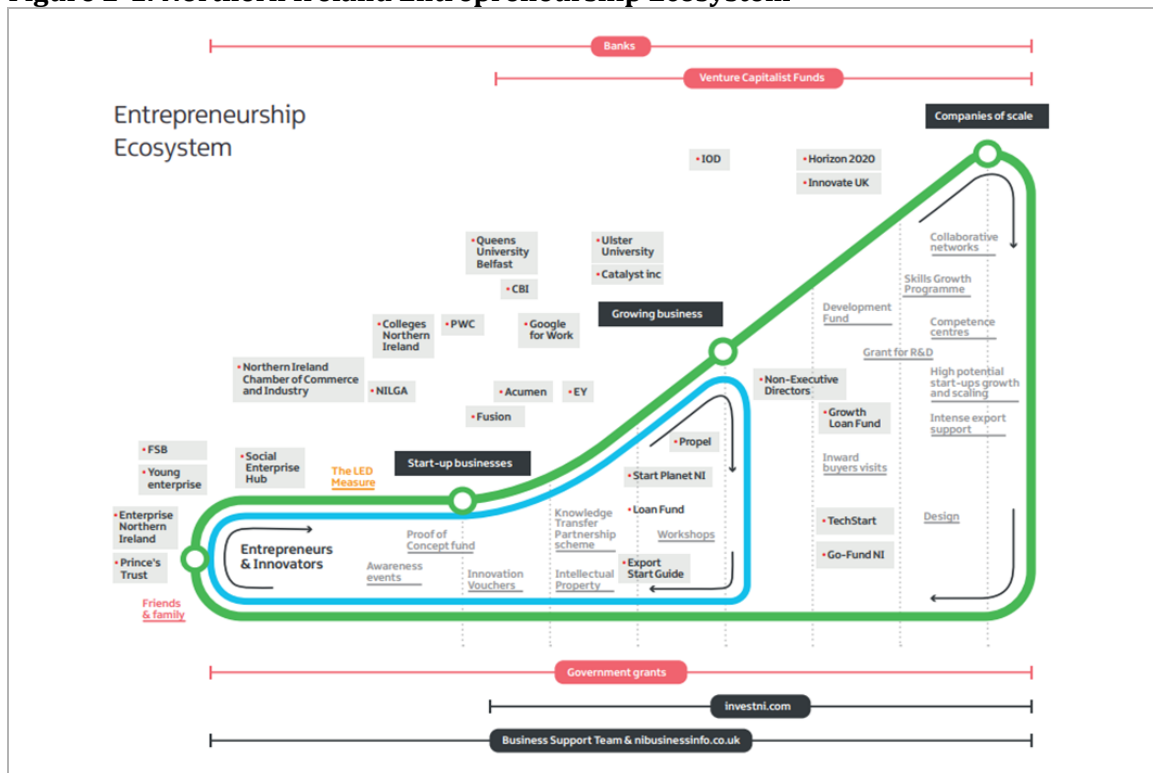 Banks
Venture Capitalist Funds
Entrepreneurship
Ecosystem
Companies of scale
IOD
Horizon 2020
Innovate UK
Queens
University
Belfast
Ulster
University
Catalyst inc
CBI
Growing business
Colleges
Northern
Ireland
PWC
Google
for Work
Northern Ireland
Chamber of Commerce
and Industry
NILGA
Acumen
EY
Fusion
Collaborative
networks
Skills Growth
Programme
Development
Fund
Competence
centres
Grant for R&D
High potential
start-ups growth
and scaling
Intense export
support
Non-Executive
Directors
Growth
Loan Fund
Inward
buyers visits
TechStart
Go-Fund NI
Design
FSB
Young
enterprise
Social
Enterprise
Hub
The LED
Measure
Start-up businesses
Propel
Start Planet NI
Loan Fund
Workshops
Export
Start Guide
Enterprise
Northern
Ireland
Prince's
Trust
Friends
& family
Entrepreneurs
& Innovators
Proof of
Concept fund
Awareness
events
Innovation
Vouchers
Knowledge
Transfer
Partnership
scheme
Intellectual
Property
Government grants
investni.com
Business Support Team & nibusinessinfo.co.uk